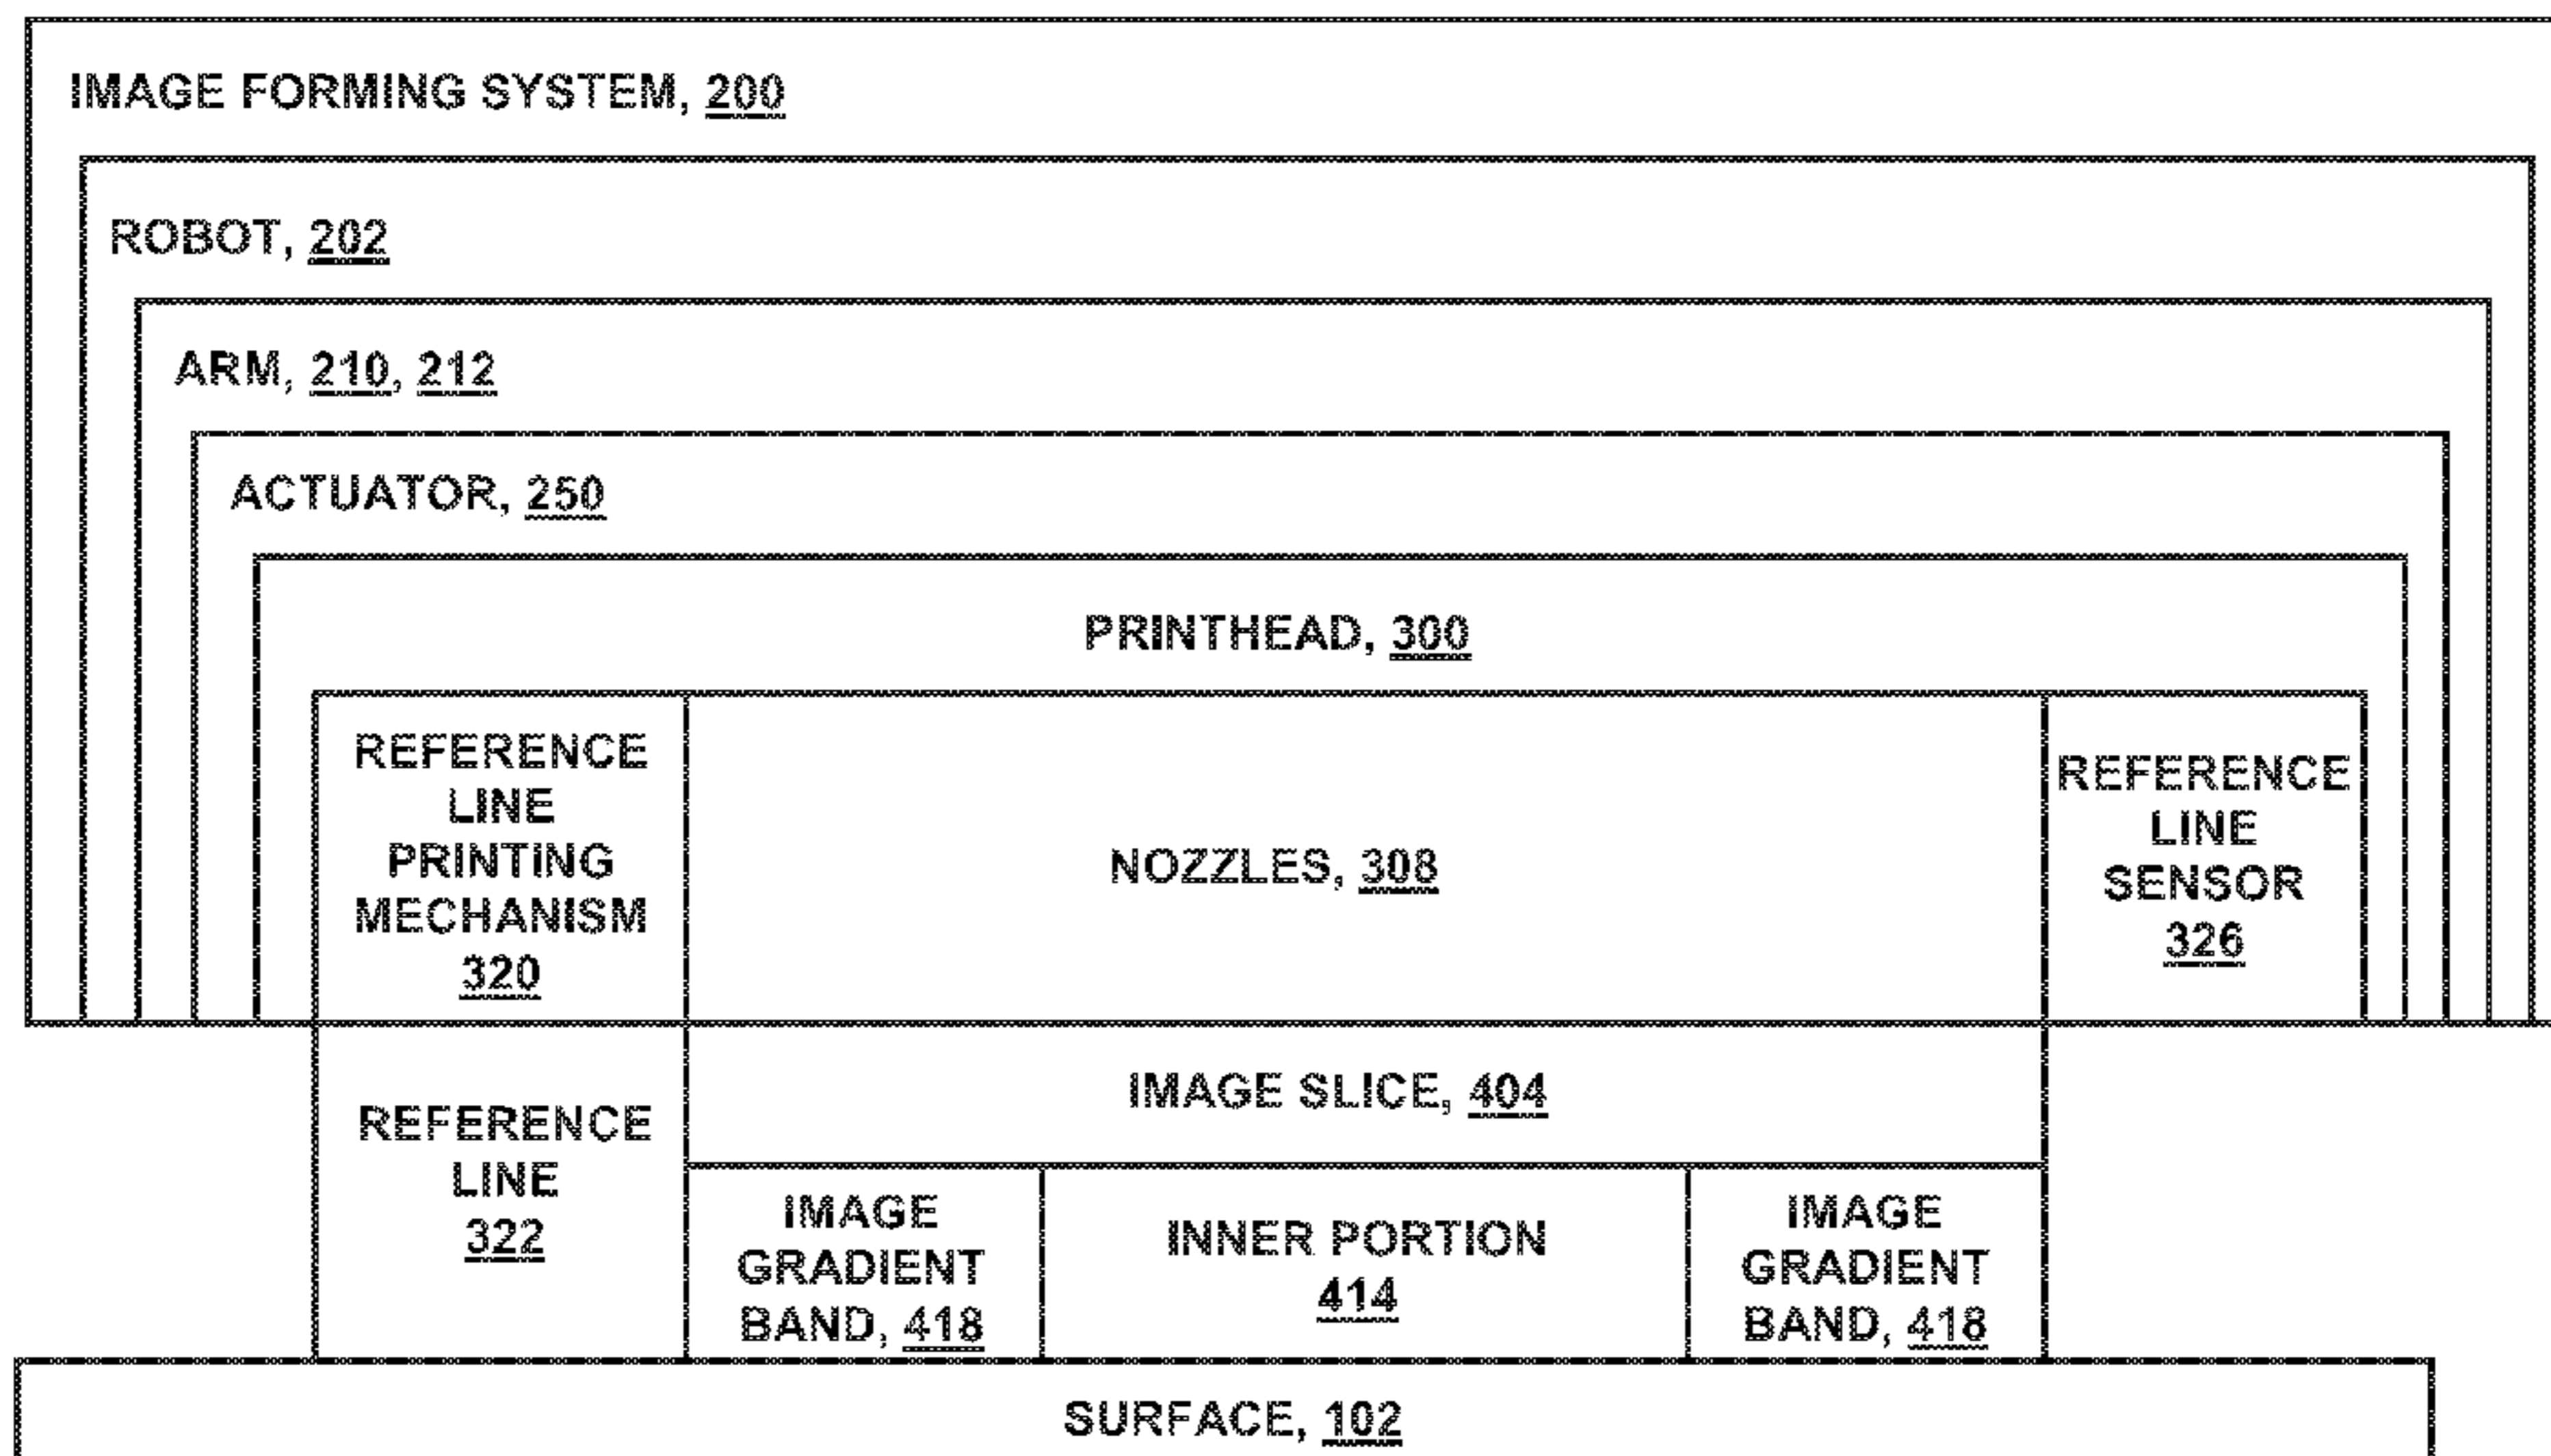 IMAGE FORMING SYSTEM, 200
ROBOT, 202
ARM, 210, 212
ACTUATOR, 250
PRINTHEAD, 300
REFERENCE
LINE
PRINTING
MECHANISM
320
NOZZLES, 308
REFERENCE
LINE
SENSOR
326
REFERENCE
LINE
322
IMAGE SLICE, 404
IMAGE
GRADIENT
BAND, 418
INNER PORTION
414
IMAGE
GRADIENT
BAND, 418
SURFACE, 102